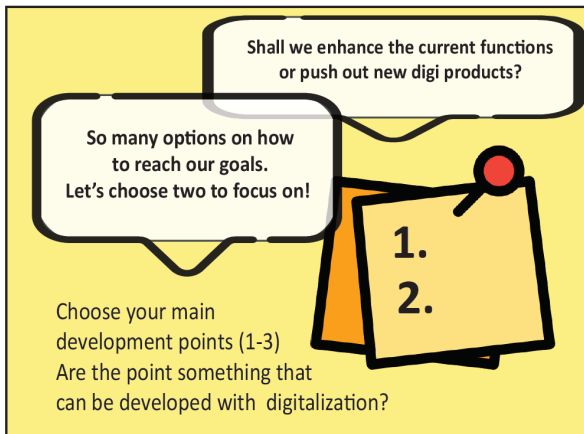 Shall we enhance the current functions
or push out new digi products?
So many options on how
to reach our goals.
Let's choose two to focus on!
1.
2.
Choose your main
development points (1-3)
Are the point something that
can be developed with  digitalization?